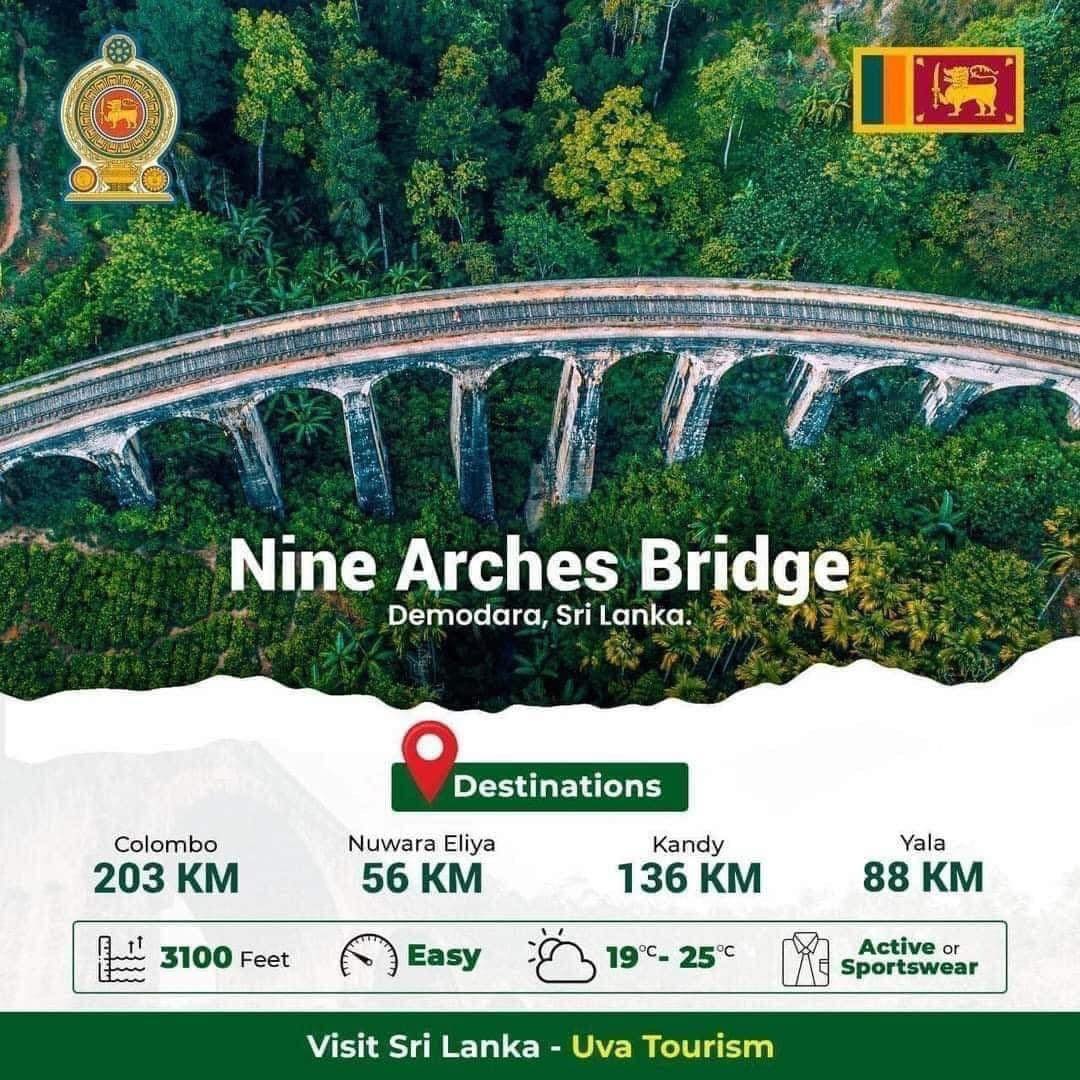 Nine Arches Bridge
Demodara, Sri Lanka.
Destinations
Colombo
203 KM
Nuwara Eliya
56 KM
Kandy
136 KM
Yala
88 KM
3100 Feet
Easy
19°C- 25°C
Active or
Sportswear
Visit Sri Lanka - Uva Tourism